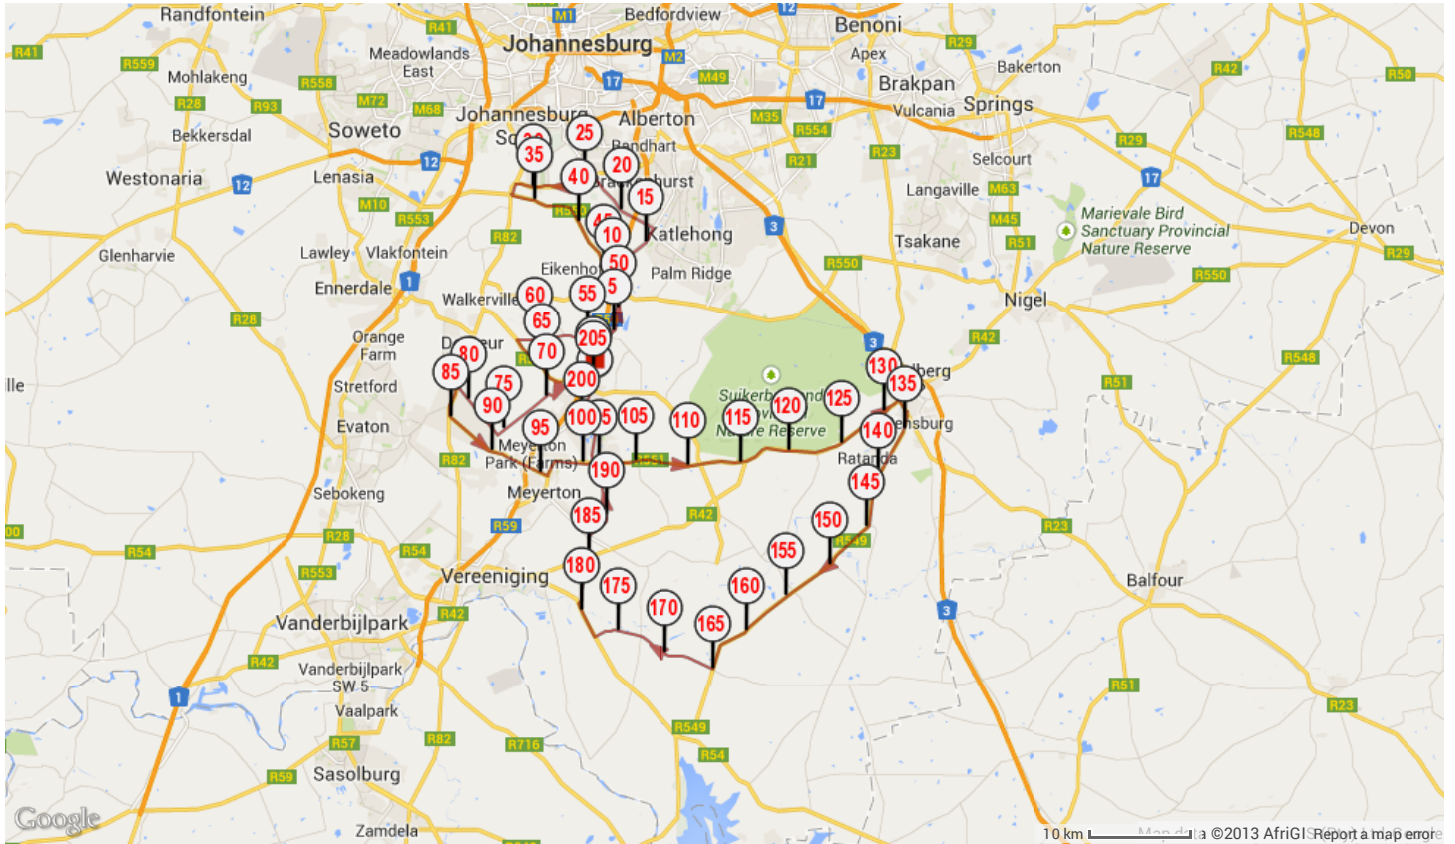 Randfontein
R41
M1
Bedfordview
12
Benoni
R41
R559
Meadowlands
East
Johannesburg
M2
R29
Apex
Bakerton
R42
R50
Mohlakeng
R558
17
M49
Brakpan
R28
R93
M72
M68
17
Vulcania
Springs
Johannesburg
Alberton
M35
R554
Bekkersdal
Soweto
25
R548
R29
R23
12
35
Randhart
20
R21
Selcourt
Westonaria
12
Lenasia
40
15
Langaville
M63
17
M10
R553
R550
M45
Marievale Bird
Sanctuary Provincial
Nature Reserve
R82
10
Katlehong
3
Tsakane
R51
Devon
Glenharvie
Lawley
Vlakfontein
50
R29
R550
R550
Ennerdale
1
Palm Ridge
5
60
55
Walkerville
Nigel
R28
65
Orange
Farm
205
3
R42
80
70
R548
85
75
200
130
Stretford
135
R51
90
125
Evaton
95
100
105
110
115
120
140
Meyerton
Park (Farms)
R82
R551
Nature Reserve
Ratanda
190
145
Sebokeng
Meyerton
185
R42
150
R59
R23
R28
R54
R54
155
R549
R553
180
175
160
Vereeniging
Balfour
170
165
3
R42
Vanderbijlpark
R42
Vanderbijlpark
SW 5
R51
1
Vaalpark
R23
R549
R57
R82
R716
R54
Sasolburg
R59
Google
Zamdela
10 km
©2013 AfriGI
Report a map error